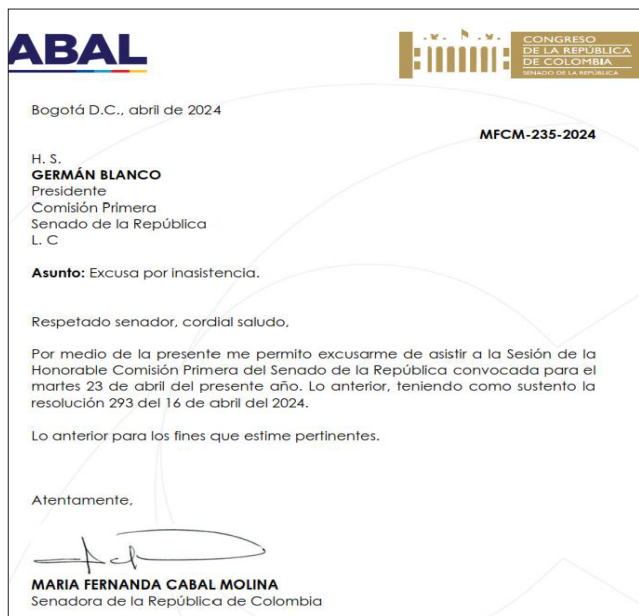 ABAL
CONGRESO
DE LA REPÚBLICA
DE COLOMBIA
SENADO DE LA REPÚBLICA
Bogotá D.C., abril de 2024
MFCM-235-2024
H. S.
GERMÁN BLANCO
Presidente
Comisión Primera
Senado de la República
L. C
Asunto: Excusa por inasistencia.
Respetado senador, cordial saludo,
Por medio de la presente me permito excusarme de asistir a la Sesión de la
Honorable Comisión Primera del Senado de la República convocada para el
martes 23 de abril del presente año. Lo anterior, teniendo como sustento la
resolución 293 del 16 de abril del 2024.
Lo anterior para los fines que estime pertinentes.
Atentamente,
MARIA FERNANDA CABAL MOLINA
Senadora de la República de Colombia